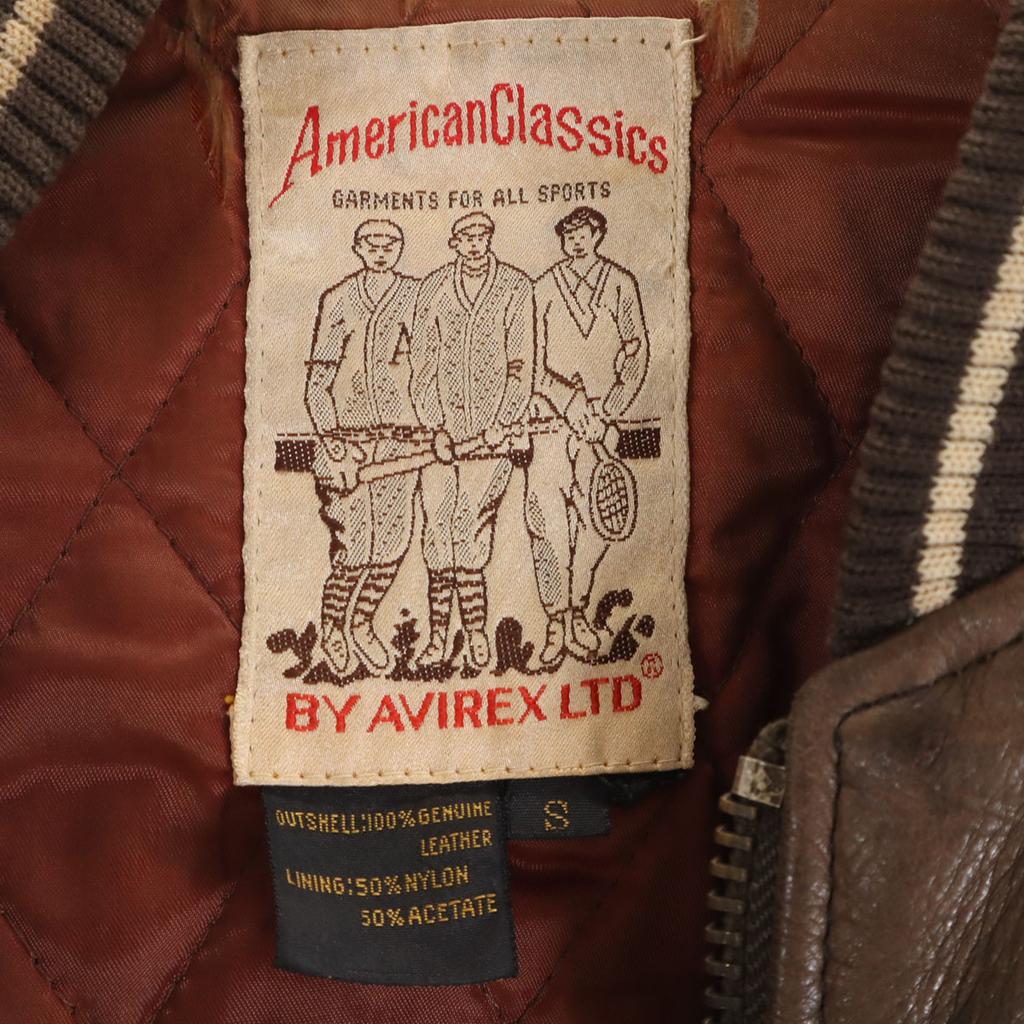 AmericanClassics
GARMENTS FOR ALL SPORTS
A
BY AVIREX LTD®
OUTSHELL:100%GENUINE
LEATHER
LINING:50%NYLON
50%ACETATE
S